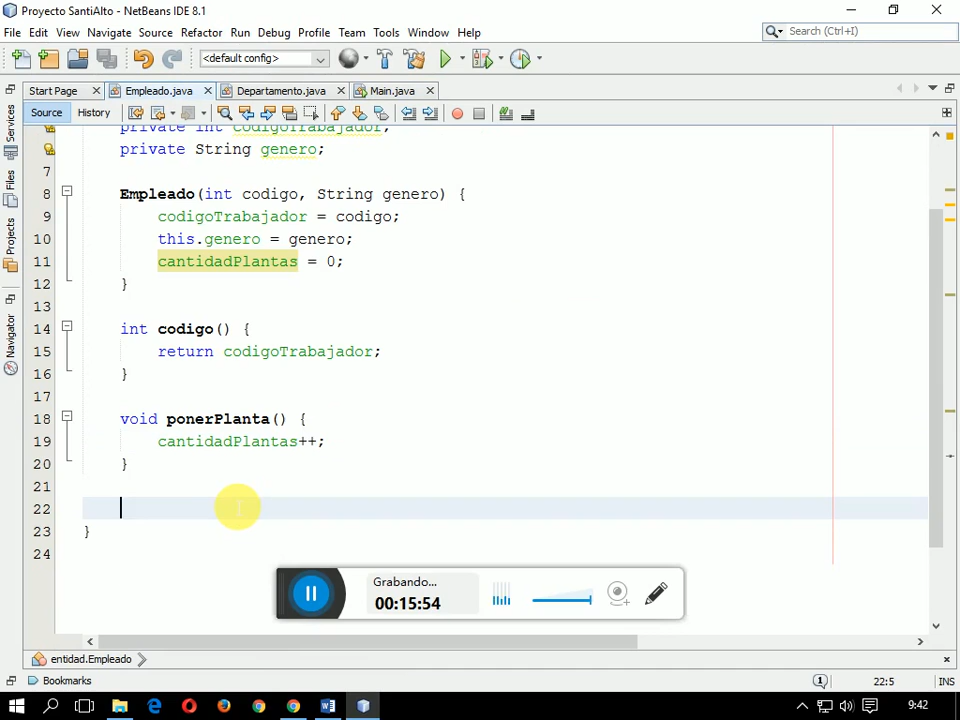 Proyecto SantiAlto - NetBeans IDE 8.1
File Edit View Navigate Source Refactor Run Debug Profile Team Tools Window Help
Search (Ctrl+I)
<default config>
Start Page Empleado.java Departamento.java Main.java
Source History
Services
Files
Projects
Navigator
private int codigoTrabajador;
private String genero;
7
8 Empleado(int codigo, String genero) {
9 codigoTrabajador = codigo;
10 this.genero = genero;
11 cantidadPlantas = 0;
12 }
13
14 int codigo() {
15 return codigoTrabajador;
16 }
17
18 void ponerPlanta() {
19 cantidadPlantas++;
20 }
21
22
23 }
24
Grabando...
00:15:54
entidad.Empleado
Bookmarks
1
22:5
INS
9:42